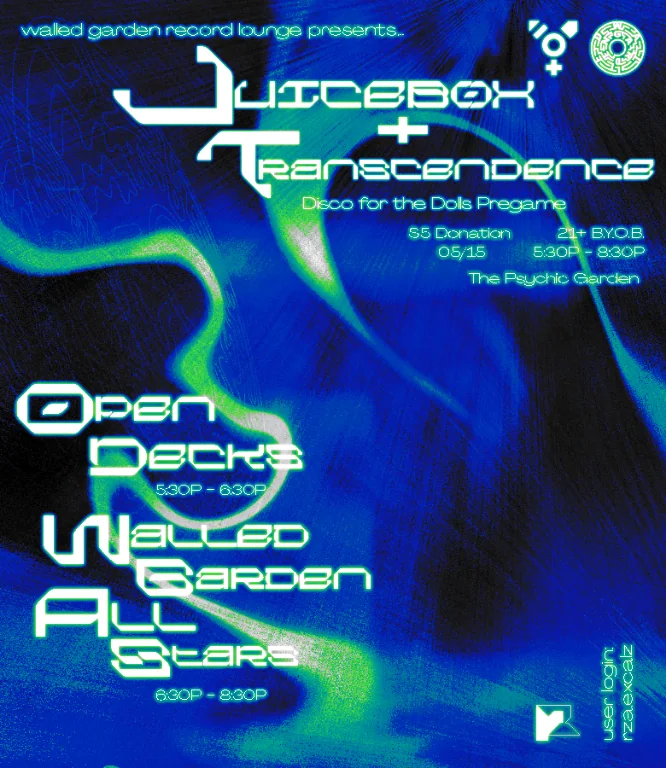 walled garden record lounge presents...
Juicebox
+
Transcendence
Disco for the Dolls Pregame
$5 Donation 21+ B.Y.O.B.
05/15 5:30P - 8:30P
The Psychic Garden
Open
Decks
5:30P - 6:30P
Walled
Garden
All
Stars
6:30P - 8:30P
user login:
rza.excalz